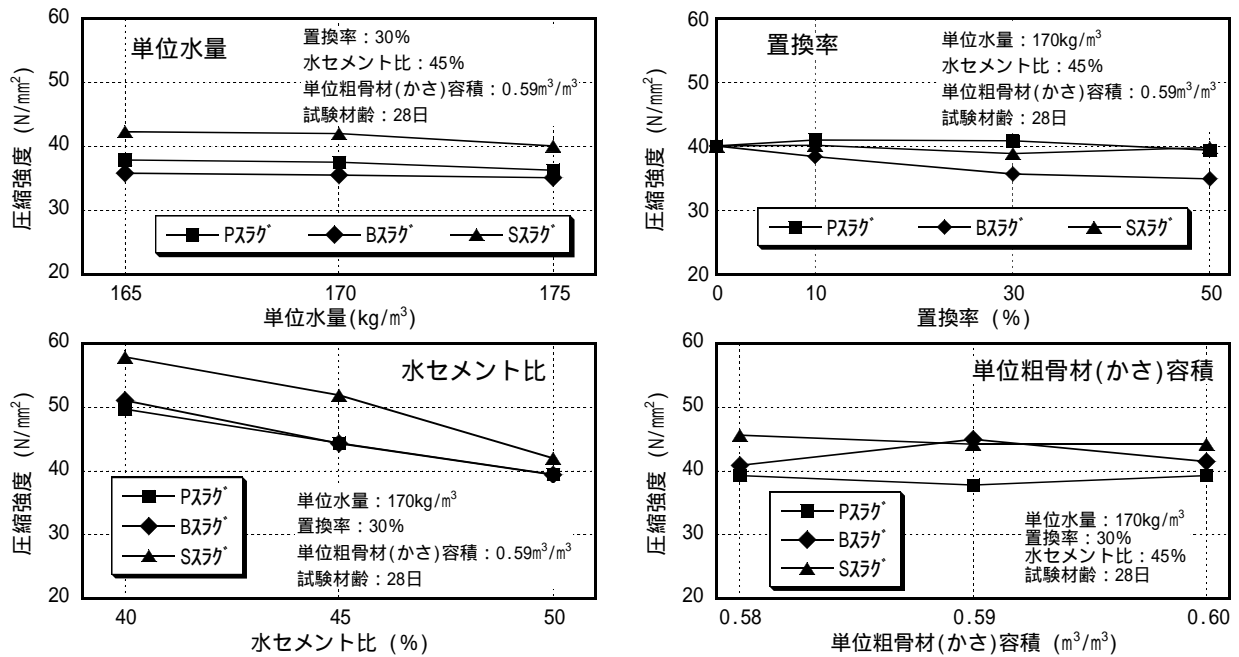 60
50
40
30
20
圧縮強度 (N/mm²)
単位水量
置換率：30%
水セメント比：45%
単位粗骨材(かさ)容積：0.59m³/m³
試験材齢：28日
Pｽﾗｸﾞ
Bｽﾗｸﾞ
Sｽﾗｸﾞ
165
170
175
単位水量(kg/m³)
60
50
40
30
20
圧縮強度 (N/mm²)
置換率
単位水量：170kg/m³
水セメント比：45%
単位粗骨材(かさ)容積：0.59m³/m³
試験材齢：28日
Pｽﾗｸﾞ
Bｽﾗｸﾞ
Sｽﾗｸﾞ
0
10
30
50
置換率 (%)
60
50
40
30
20
圧縮強度 (N/mm²)
水セメント比
Pｽﾗｸﾞ
Bｽﾗｸﾞ
Sｽﾗｸﾞ
単位水量：170kg/m³
置換率：30%
単位粗骨材(かさ)容積：0.59m³/m³
試験材齢：28日
40
45
50
水セメント比 (%)
60
50
40
30
20
圧縮強度 (N/mm²)
単位粗骨材(かさ)容積
Pｽﾗｸﾞ
Bｽﾗｸﾞ
Sｽﾗｸﾞ
単位水量：170kg/m³
置換率：30%
水セメント比：45%
試験材齢：28日
0.58
0.59
0.60
単位粗骨材(かさ)容積 (m³/m³)